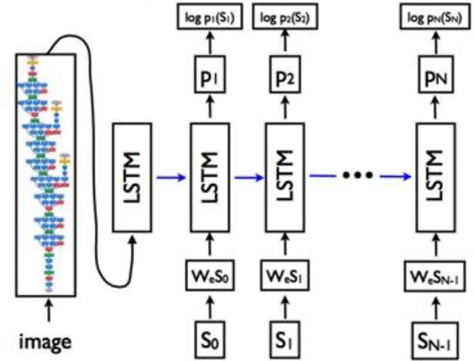 log p₁(S₁) log p₂(S₂) log pN(SN)
p₁ p₂ pN
LSTM LSTM LSTM ••• LSTM
WeS₀ WeS₁ WeSN-1
image S₀ S₁ SN-1